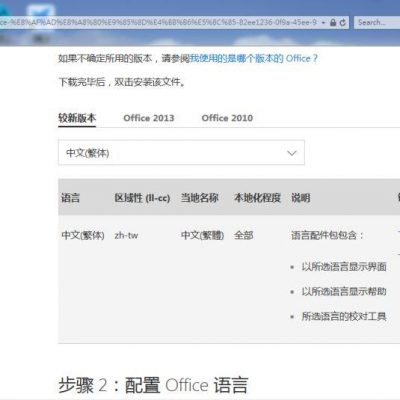 ce-%E8%AF%AD%E8%A8%80%E9%85%8D%E4%BB%B6%E5%8C%85-82ee1236-0f9a-45ee-9
Search...
如果不确定所用的版本，请参阅我使用的是哪个版本的 Office？
下载完毕后，双击安装该文件。
较新版本 Office 2013 Office 2010
中文(繁体)
语言 区域性 (ll-cc) 当地名称 本地化程度 说明
中文(繁体) zh-tw 中文(繁體) 全部 语言配件包包含：
以所选语言显示界面
以所选语言显示帮助
所选语言的校对工具
步骤 2：配置 Office 语言